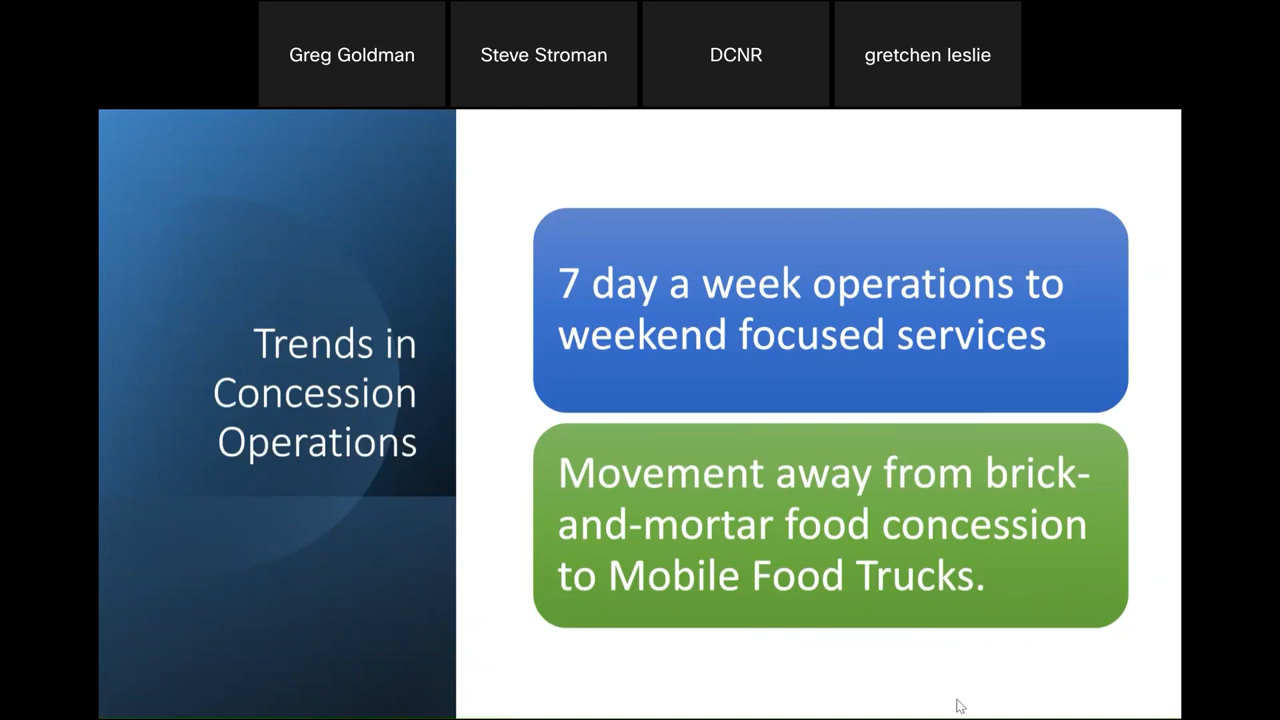 Greg Goldman
Steve Stroman
DCNR
gretchen leslie
Trends in
Concession
Operations
7 day a week operations to
weekend focused services
Movement away from brick-
and-mortar food concession
to Mobile Food Trucks.